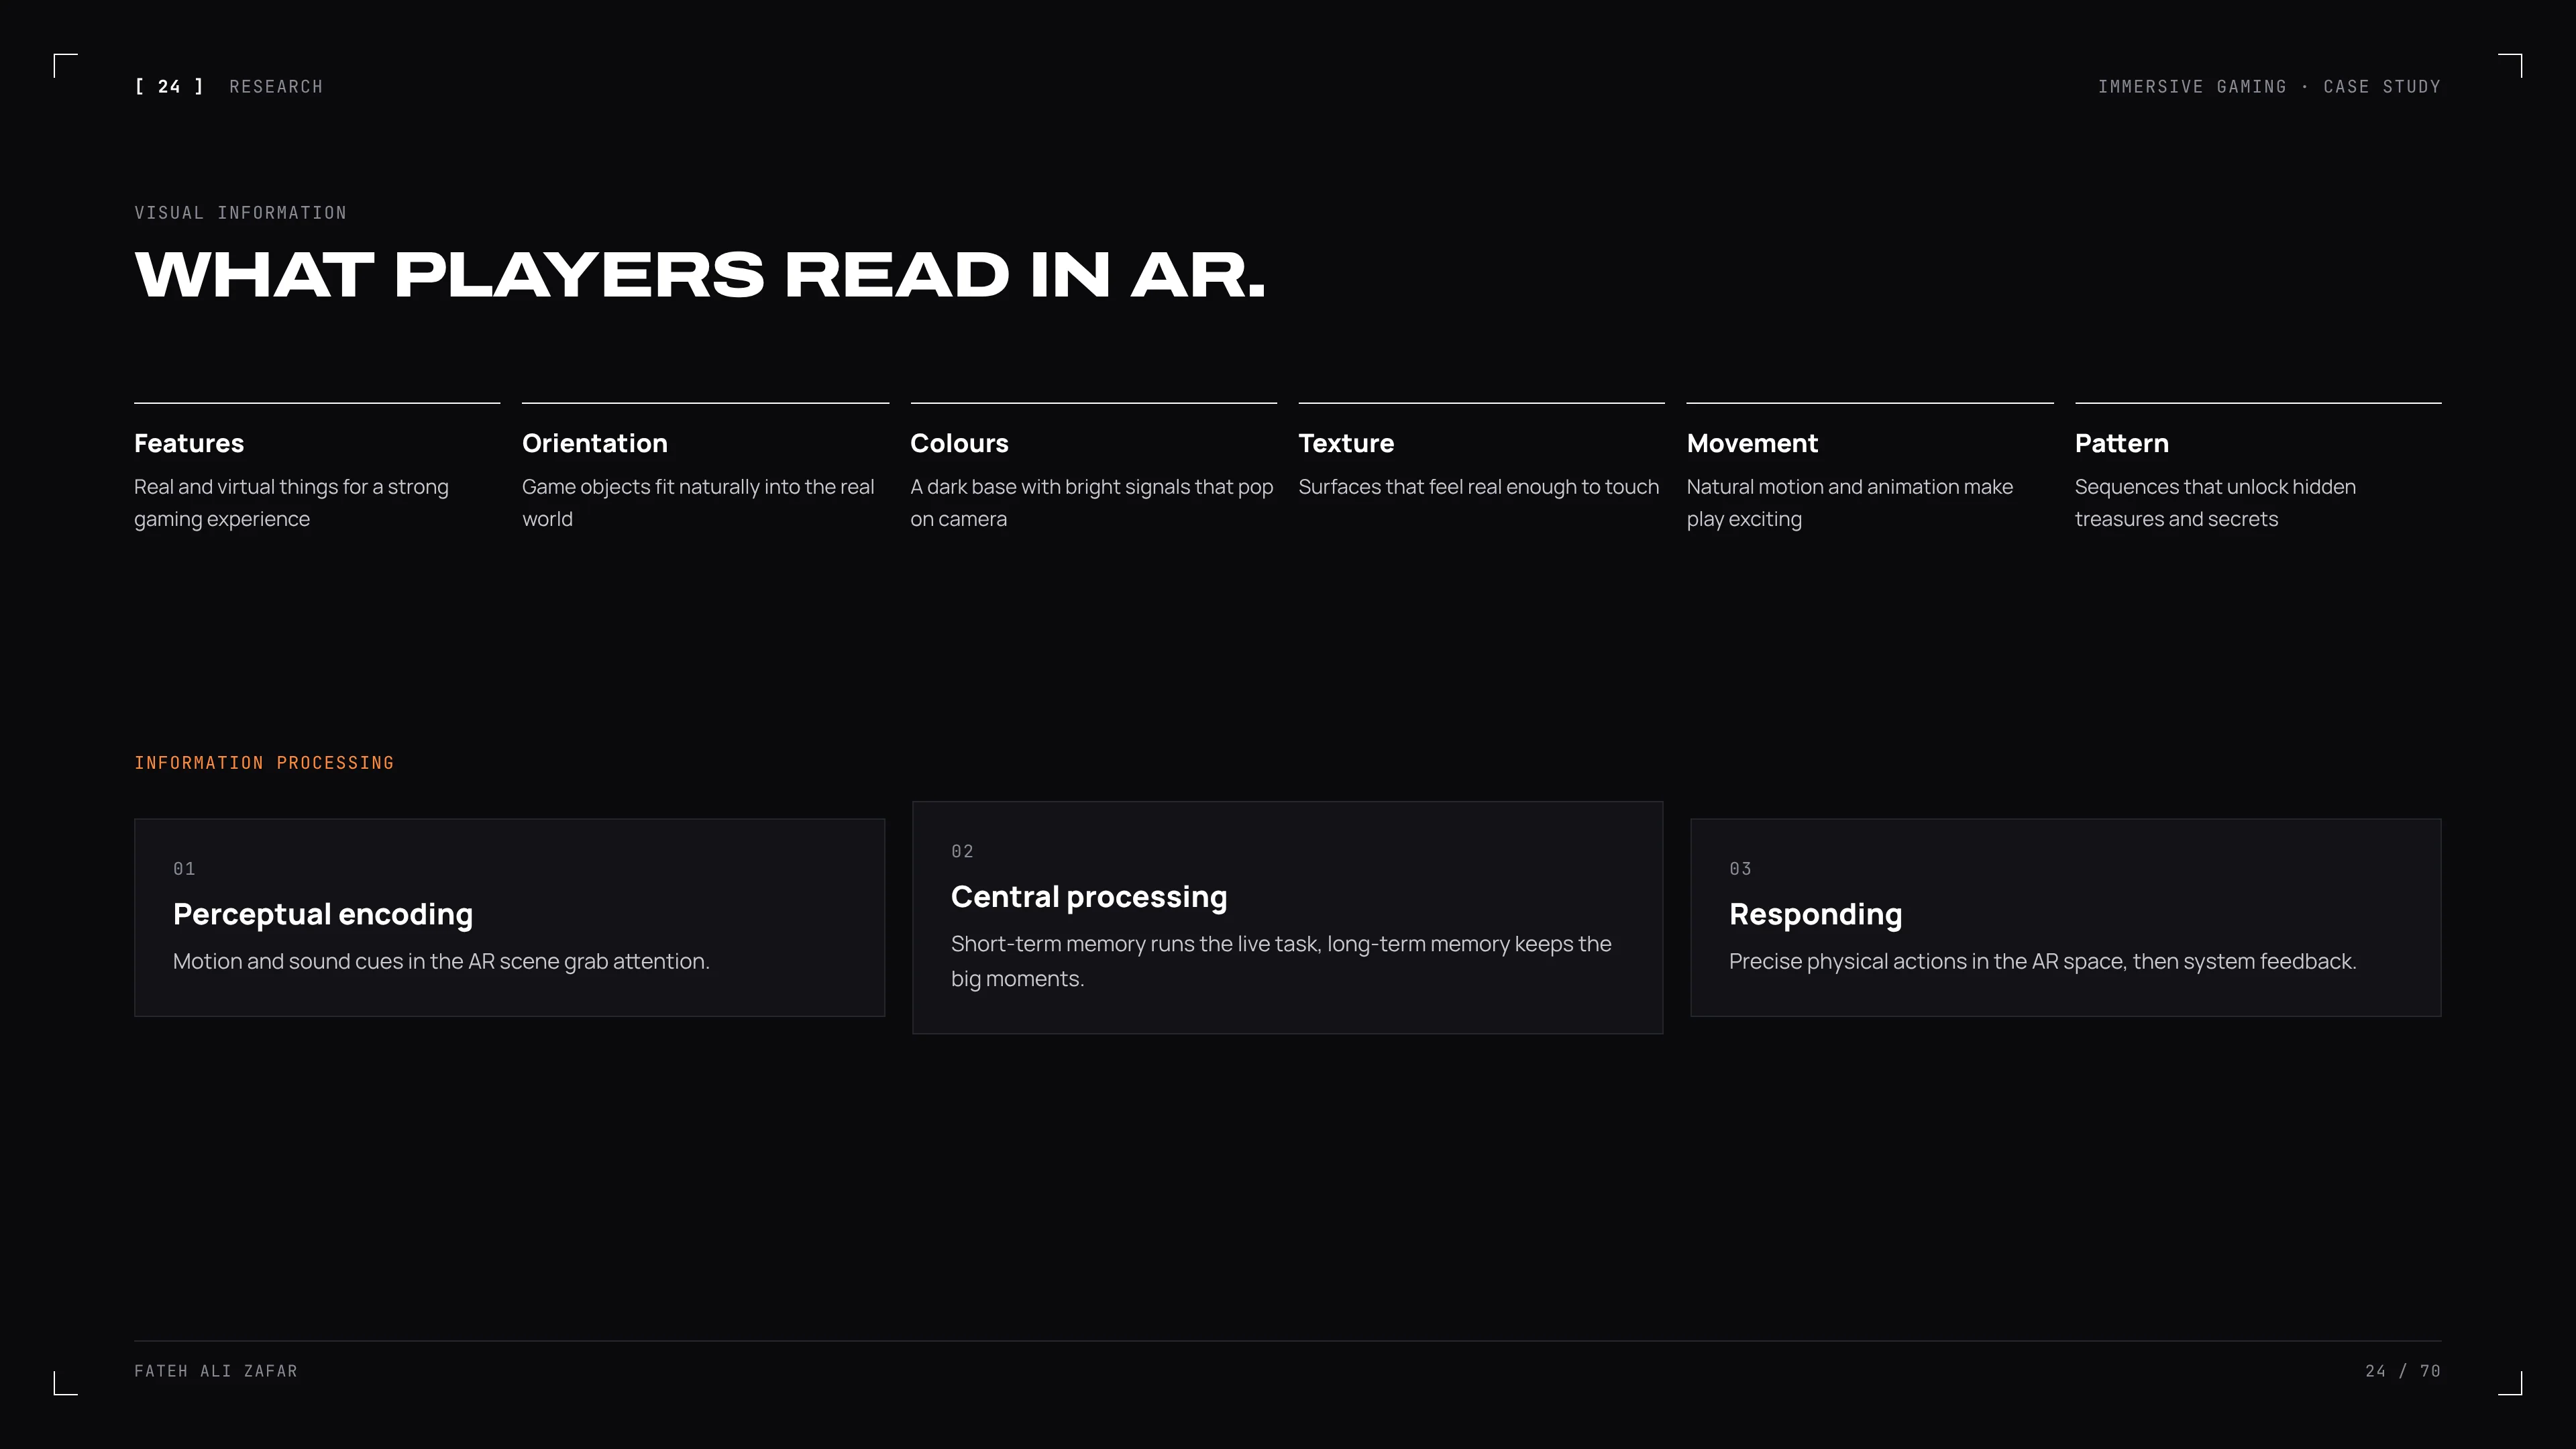 [ 24 ] RESEARCH
IMMERSIVE GAMING · CASE STUDY
VISUAL INFORMATION
WHAT PLAYERS READ IN AR.
Features
Real and virtual things for a strong
gaming experience
Orientation
Game objects fit naturally into the real
world
Colours
A dark base with bright signals that pop
on camera
Texture
Surfaces that feel real enough to touch
Movement
Natural motion and animation make
play exciting
Pattern
Sequences that unlock hidden
treasures and secrets
INFORMATION PROCESSING
01
Perceptual encoding
Motion and sound cues in the AR scene grab attention.
02
Central processing
Short-term memory runs the live task, long-term memory keeps the
big moments.
03
Responding
Precise physical actions in the AR space, then system feedback.
FATEH ALI ZAFAR
24 / 70